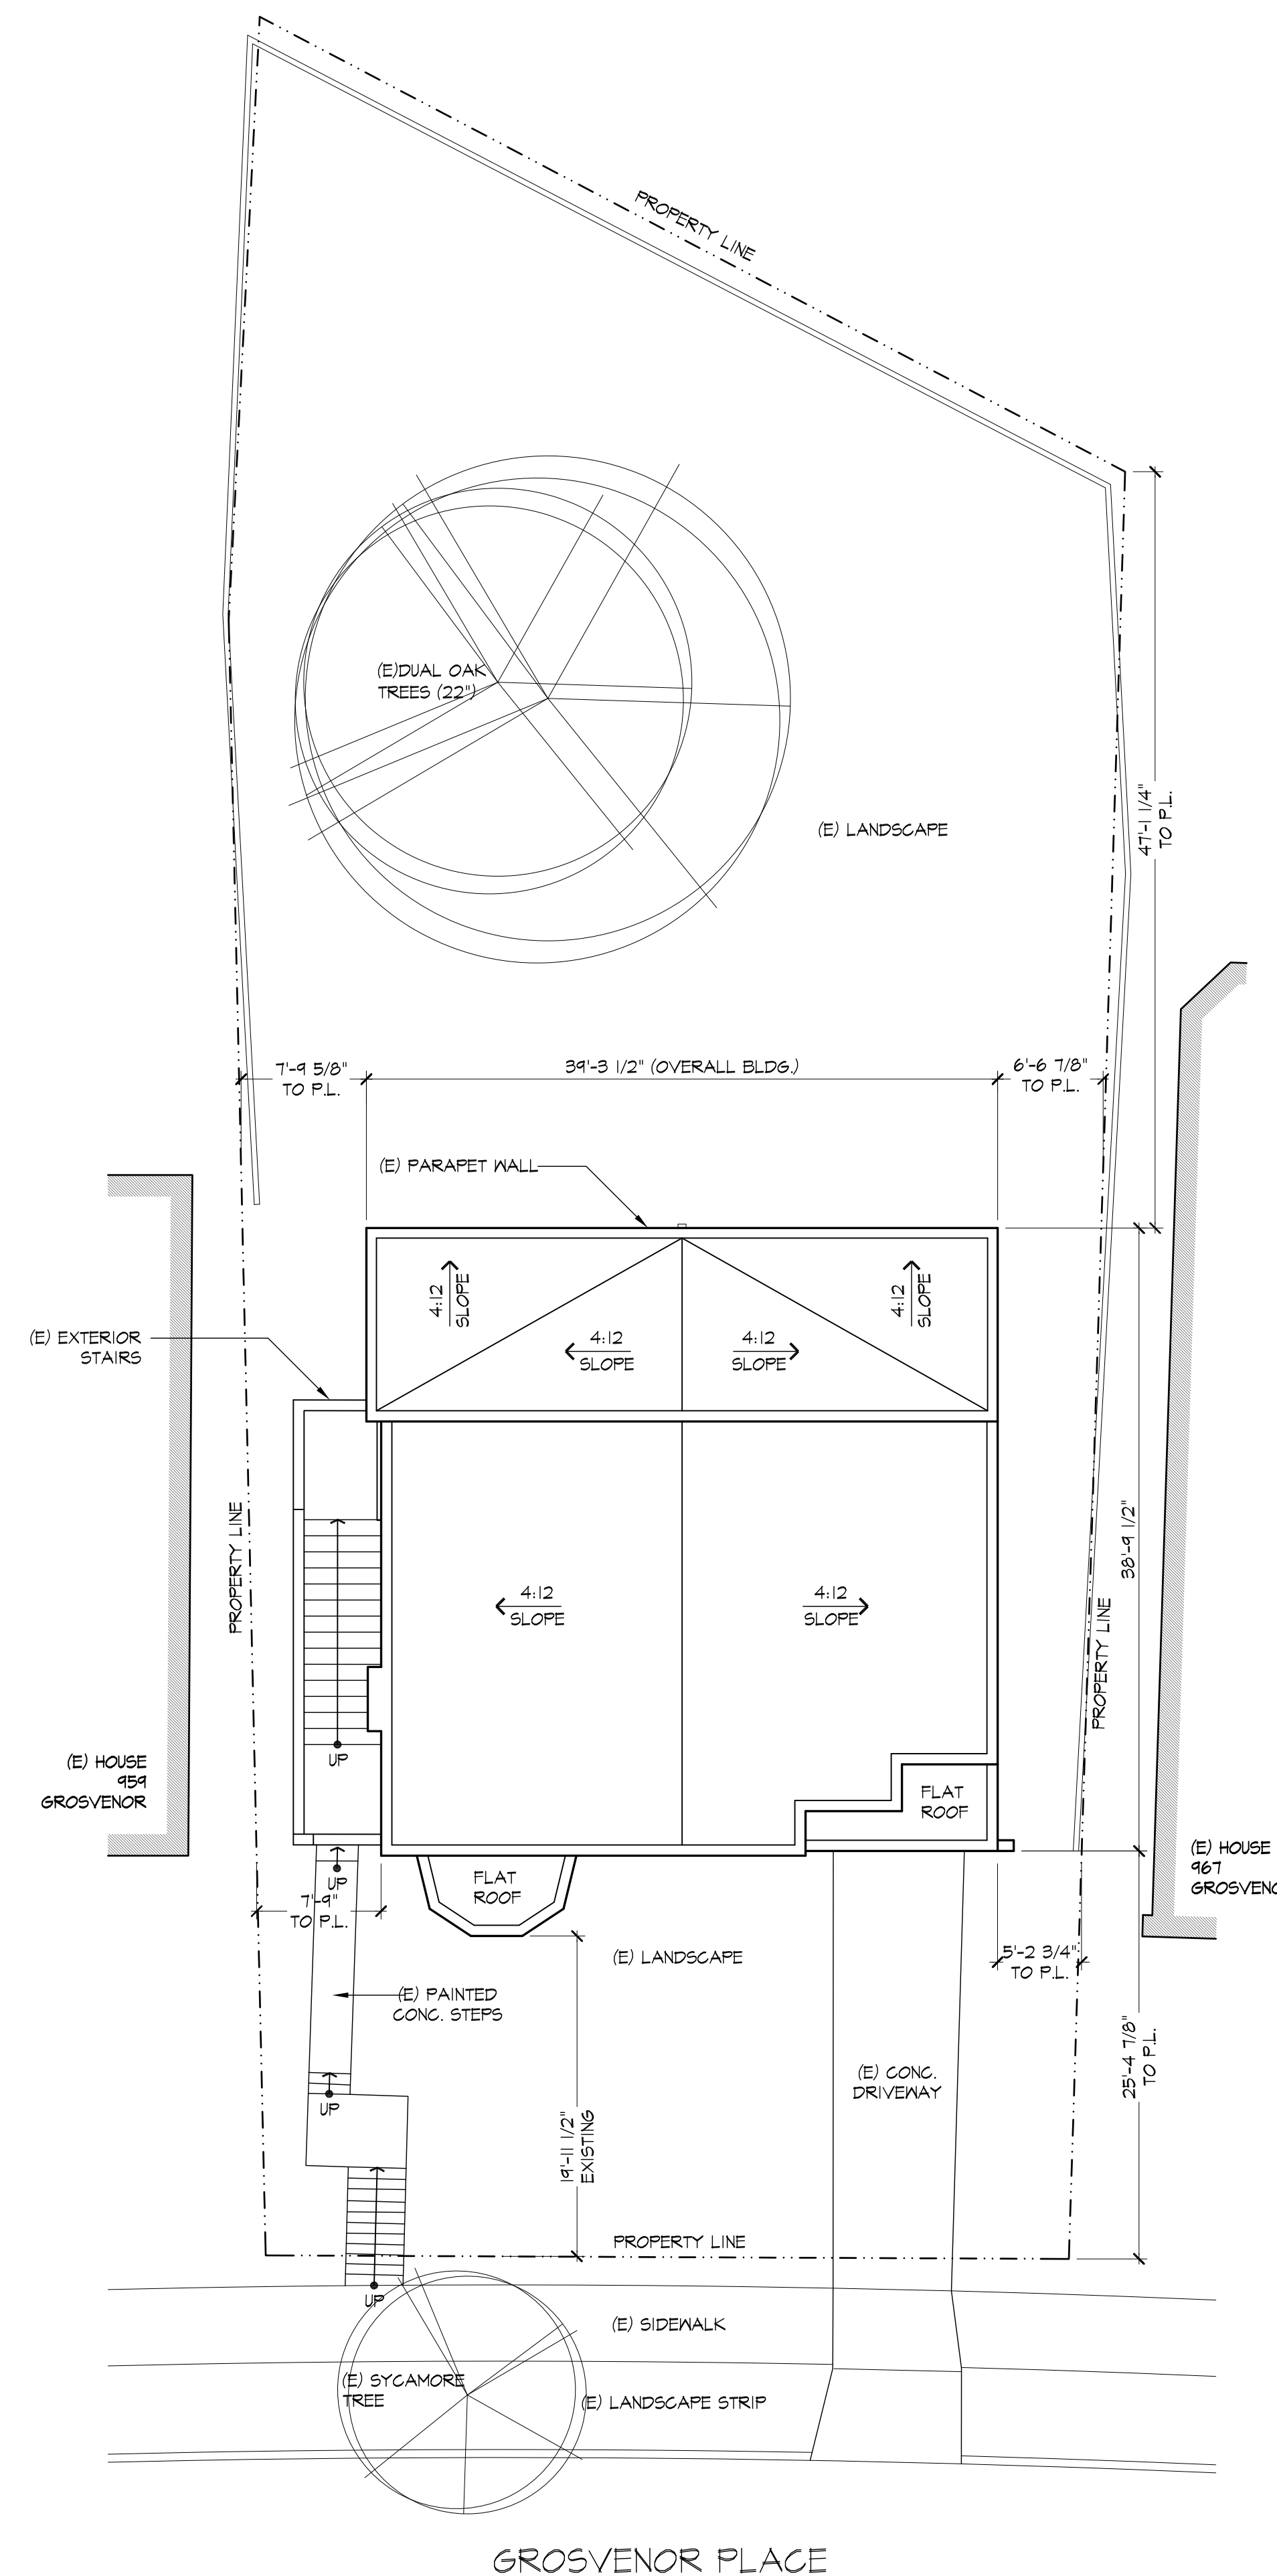 PROPERTY LINE
(E)DUAL OAK
TREES (22")
(E) LANDSCAPE
47'-1 1/4"
TO P.L.
7'-9 5/8"
TO P.L.
39'-3 1/2" (OVERALL BLDG.)
6'-6 7/8"
TO P.L.
(E) PARAPET WALL
4:12
SLOPE
4:12
SLOPE
4:12
SLOPE
4:12
SLOPE
(E) EXTERIOR
STAIRS
PROPERTY LINE
38'-9 1/2"
4:12
SLOPE
4:12
SLOPE
PROPERTY LINE
UP
(E) HOUSE
959
GROSVENOR
FLAT
ROOF
(E) HOUSE
967
GROSVENO
FLAT
ROOF
UP
7'-9"
TO P.L.
(E) LANDSCAPE
5'-2 3/4"
TO P.L.
(E) PAINTED
CONC. STEPS
25'-4 7/8"
TO P.L.
(E) CONC.
DRIVEWAY
UP
19'-11 1/2"
EXISTING
PROPERTY LINE
UP
(E) SIDEWALK
(E) SYCAMORE
TREE
(E) LANDSCAPE STRIP
GROSVENOR PLACE